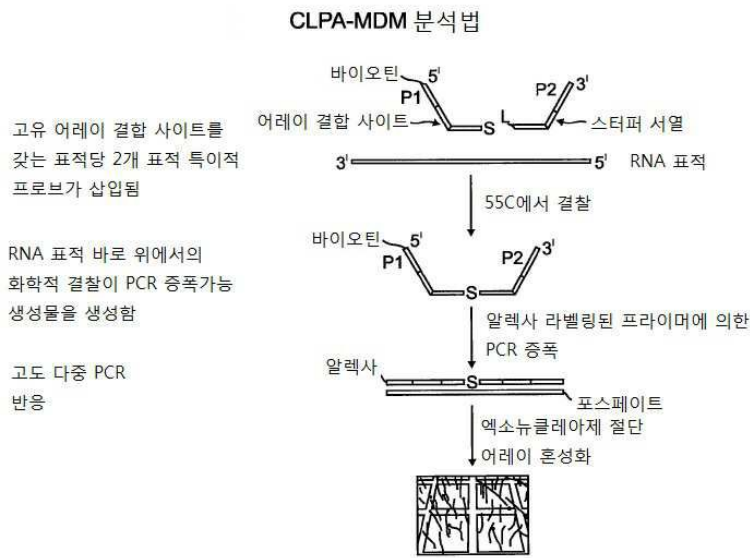 CLPA-MDM 분석법
바이오틴 5' P1
P2 3'
고유 어레이 결합 사이트를
갖는 표적당 2개 표적 특이적
프로브가 삽입됨
어레이 결합 사이트 S L 스터퍼 서열
3' 5' RNA 표적
55C에서 결찰
RNA 표적 바로 위에서의
화학적 결찰이 PCR 증폭가능
생성물을 생성함
바이오틴 5' P1
P2 3'
S
알렉사 라벨링된 프라이머에 의한
PCR 증폭
고도 다중 PCR
반응
알렉사 S
포스페이트
엑소뉴클레아제 절단
어레이 혼성화